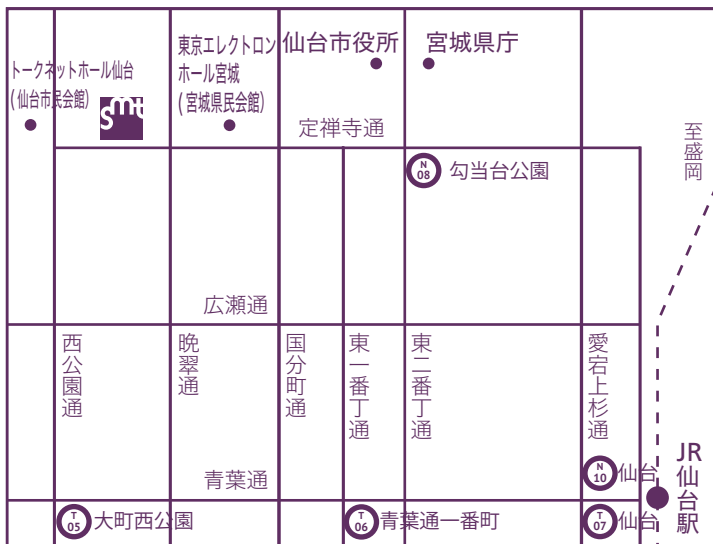 トークネットホール仙台
(仙台市民会館)
smt
東京エレクトロン
ホール宮城
(宮城県民会館)
仙台市役所
宮城県庁
定禅寺通
至盛岡
N
08
勾当台公園
広瀬通
西公園通
晩翠通
国分町通
東一番丁通
東二番丁通
愛宕上杉通
青葉通
N
10
仙台
JR仙台駅
T
05
大町西公園
T
06
青葉通一番町
T
07
仙台